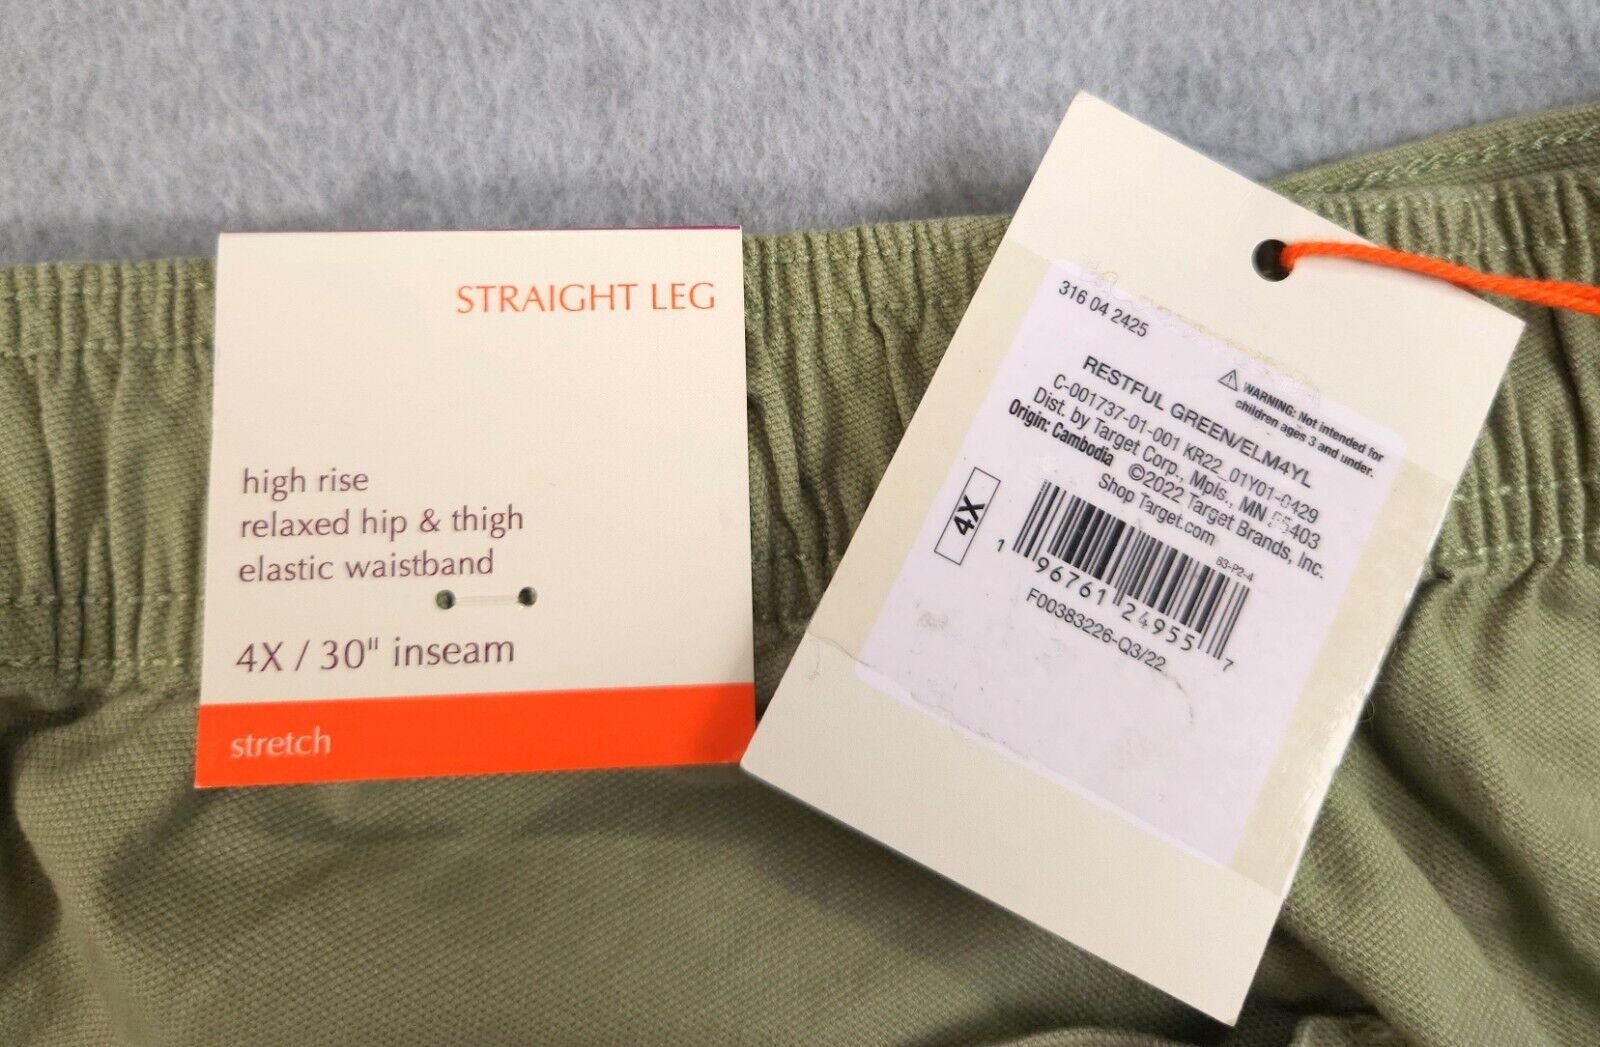 STRAIGHT LEG
high rise
relaxed hip & thigh
elastic waistband
4X / 30" inseam
stretch
316 04 2425
⚠ WARNING: Not intended for
children ages 3 and under.
RESTFUL GREEN/ELM4YL
C-001737-01-001 KR22_01Y01-0429
Dist. by Target Corp., Mpls., MN 55403
Origin: Cambodia ©2022 Target Brands, Inc.
Shop Target.com
63-P2-4
4X
1 96761 24955 7
F00383226-Q3/22